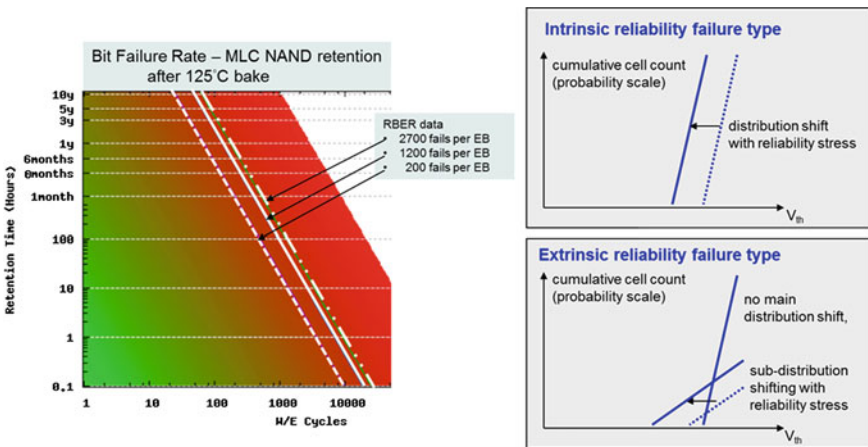 Bit Failure Rate – MLC NAND retention
after 125°C bake
10y
5y
3y
1y
6months
0months
1month
100
10
1
0.1
Retention Time (Hours)
1
10
100
1000
10000
W/E Cycles
RBER data
• 2700 fails per EB
• 1200 fails per EB
• 200 fails per EB
Intrinsic reliability failure type
cumulative cell count
(probability scale)
distribution shift
with reliability stress
Vth
Extrinsic reliability failure type
cumulative cell count
(probability scale)
no main
distribution shift,
sub-distribution
shifting with
reliability stress
Vth